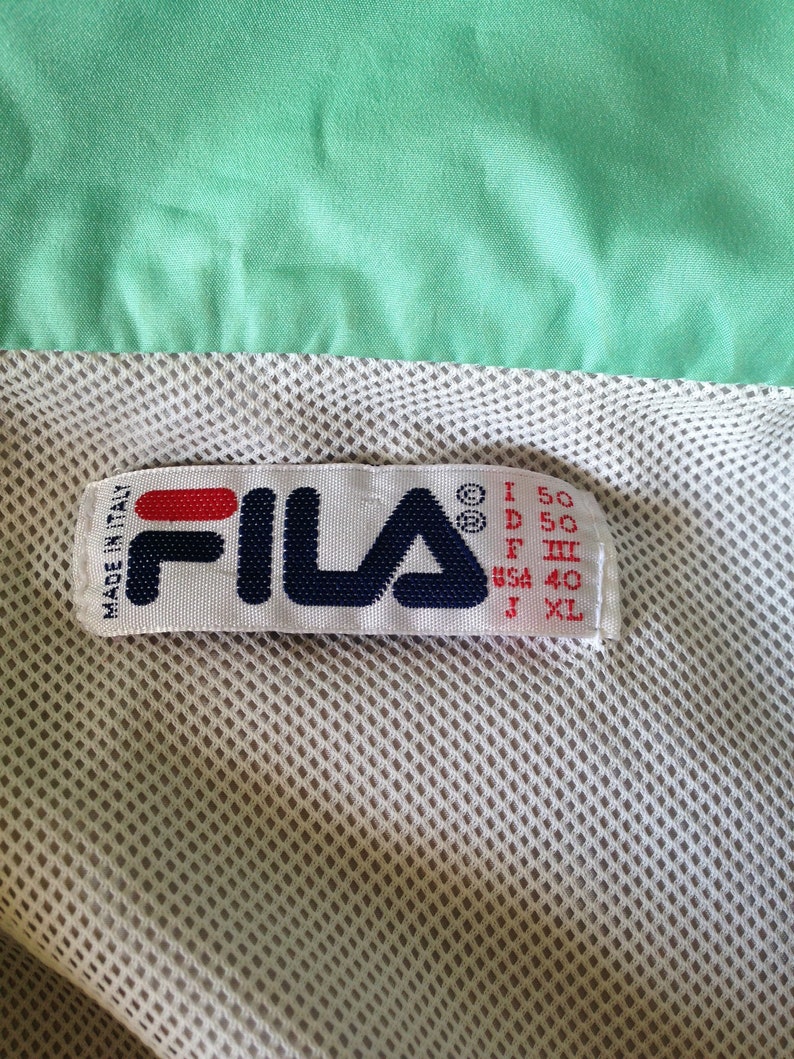 MADE IN ITALY
FILA
©
®
I 50
D 50
F III
USA 40
J XL